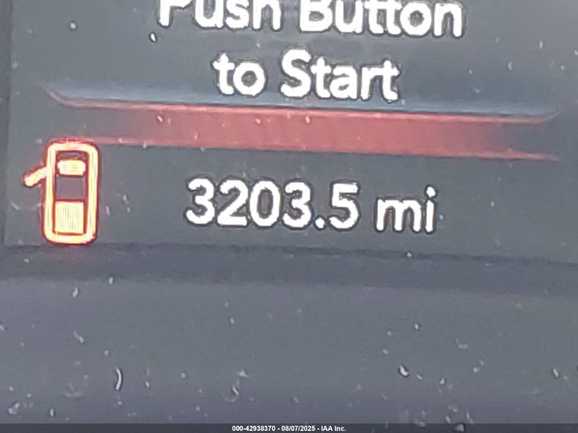 Push Button
to Start
3203.5 mi
000-42938370 - 08/07/2025 - IAA Inc.